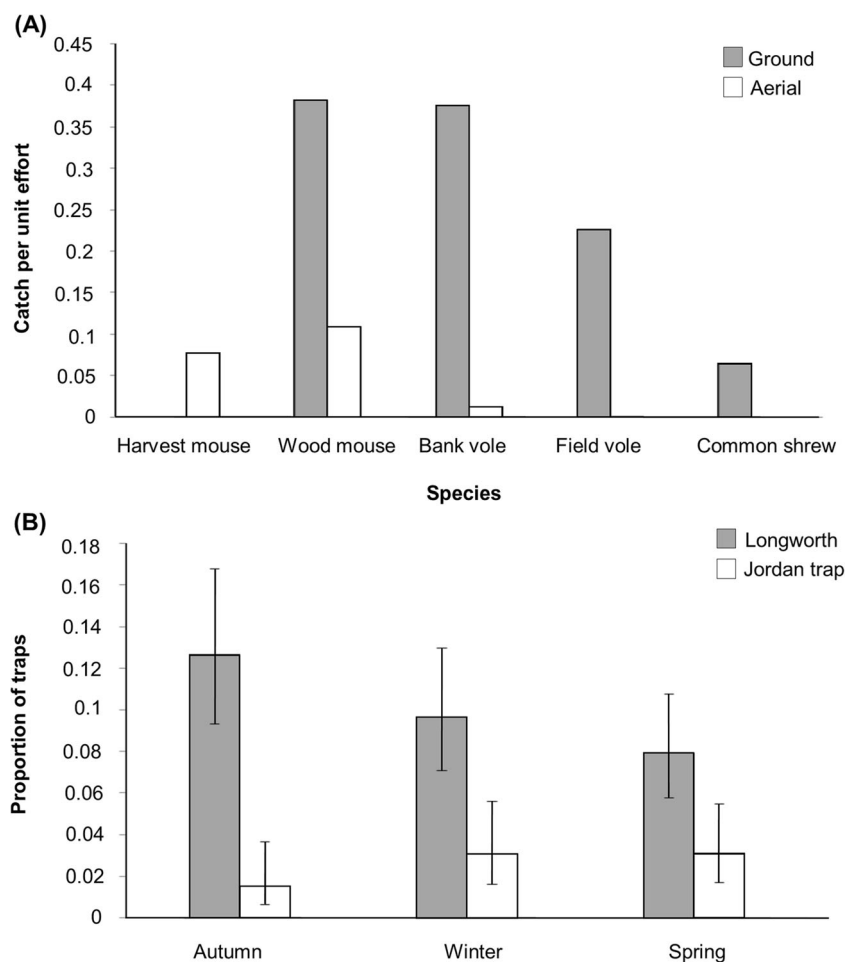 (A)
0.45
0.4
0.35
0.3
0.25
0.2
0.15
0.1
0.05
0
Catch per unit effort
Ground
Aerial
Harvest mouse Wood mouse Bank vole Field vole Common shrew
Species
(B)
0.18
0.16
0.14
0.12
0.1
0.08
0.06
0.04
0.02
0
Proportion of traps
Longworth
Jordan trap
Autumn Winter Spring